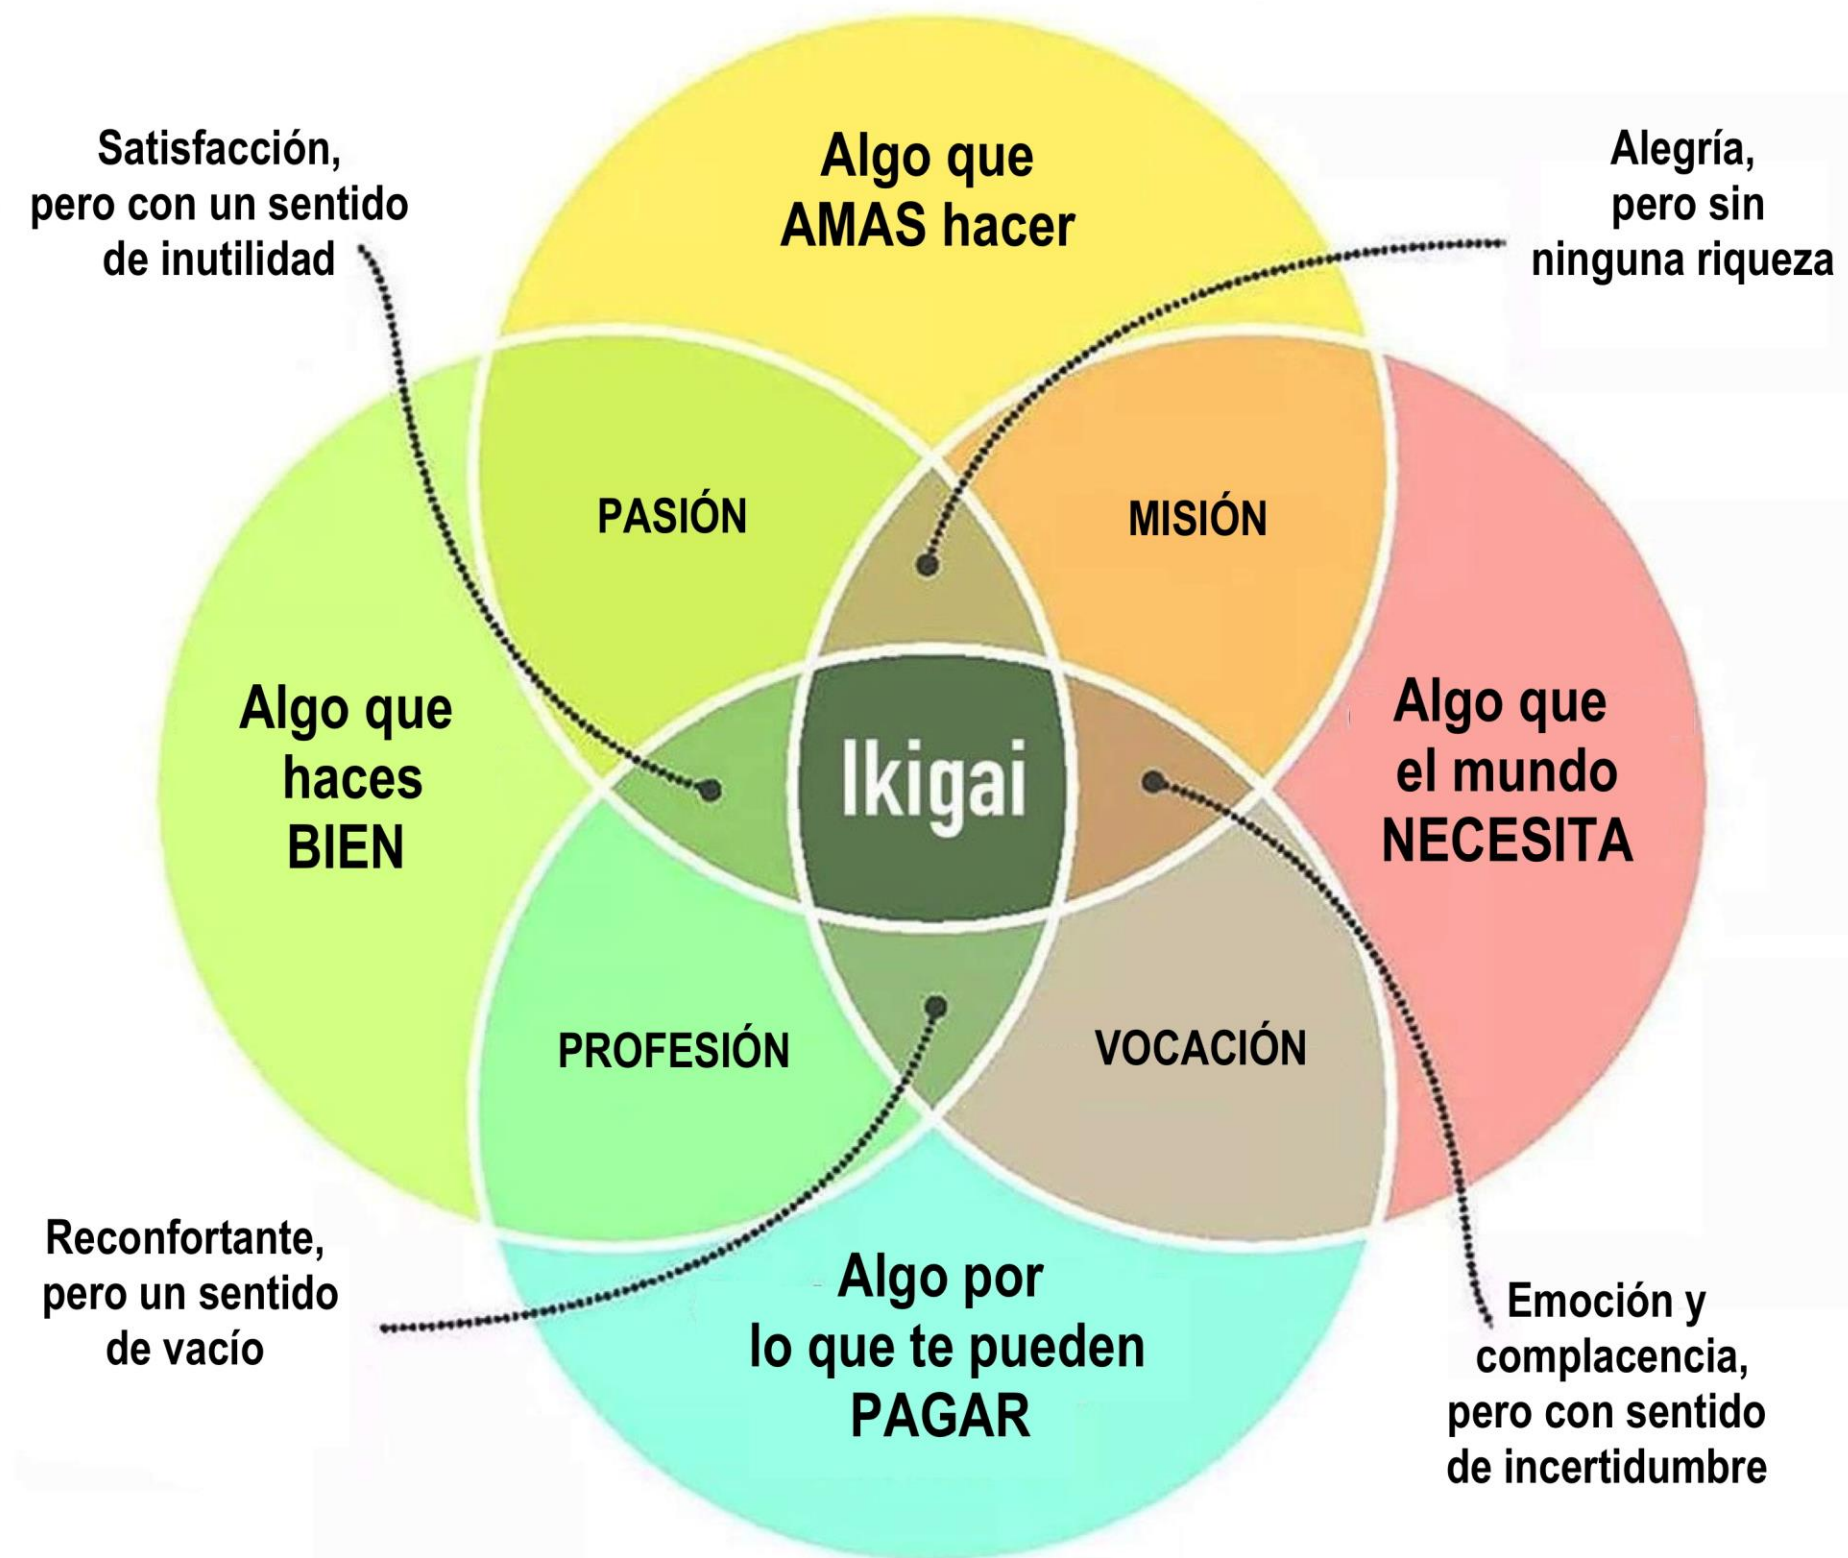 Satisfacción,
pero con un sentido
de inutilidad
Algo que
AMAS hacer
Alegría,
pero sin
ninguna riqueza
PASIÓN
MISIÓN
Algo que
haces
BIEN
Ikigai
Algo que
el mundo
NECESITA
PROFESIÓN
VOCACIÓN
Reconfortante,
pero un sentido
de vacío
Algo por
lo que te pueden
PAGAR
Emoción y
complacencia,
pero con sentido
de incertidumbre